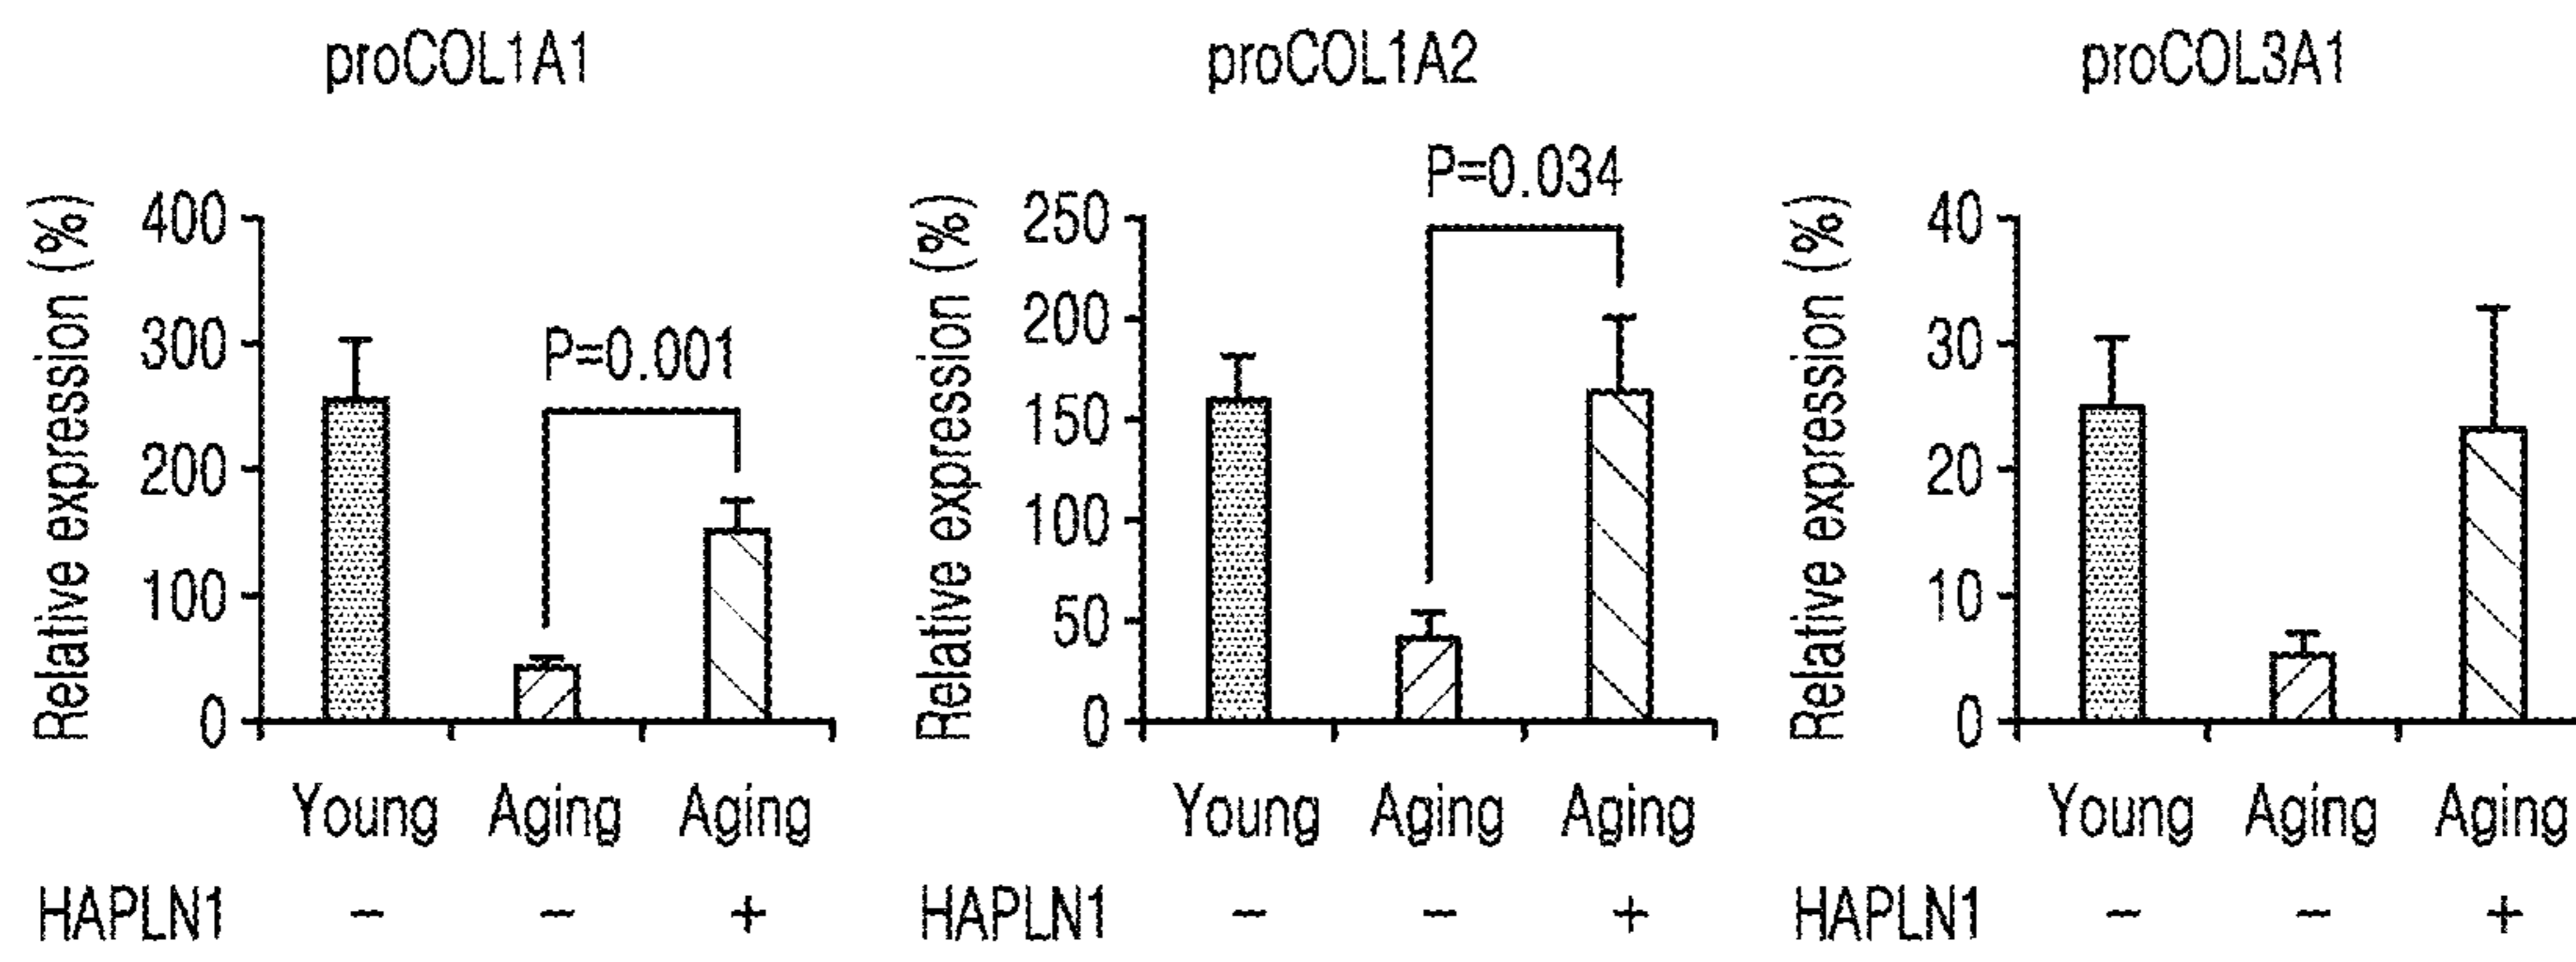 proCOL1A1
P=0.001
Relative expression (%)
400
300
200
100
0
Young Aging Aging
HAPLN1 − − +
proCOL1A2
P=0.034
Relative expression (%)
250
200
150
100
50
0
Young Aging Aging
HAPLN1 − − +
proCOL3A1
Relative expression (%)
40
30
20
10
0
Young Aging Aging
HAPLN1 − − +